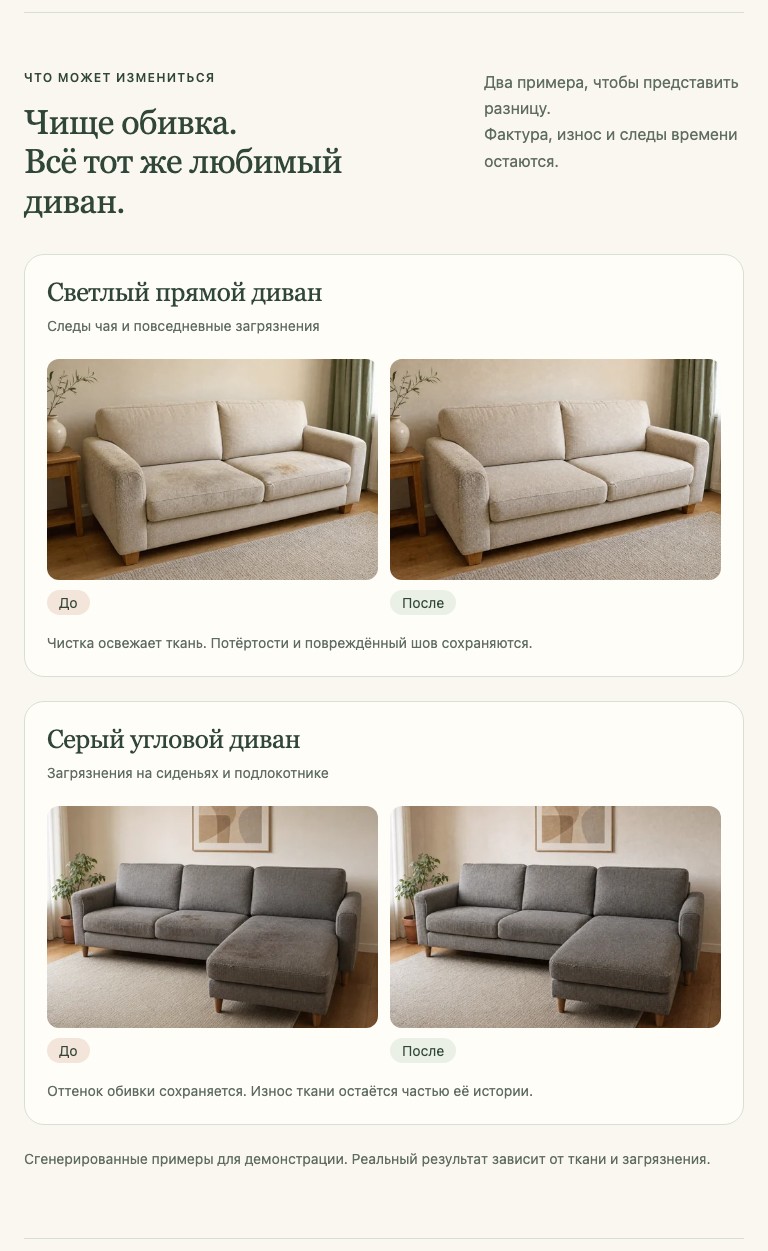 ЧТО МОЖЕТ ИЗМЕНИТЬСЯ
Чище обивка.
Всё тот же любимый
диван.
Два примера, чтобы представить
разницу.
Фактура, износ и следы времени
остаются.
Светлый прямой диван
Следы чая и повседневные загрязнения
До
После
Чистка освежает ткань. Потёртости и повреждённый шов сохраняются.
Серый угловой диван
Загрязнения на сиденьях и подлокотнике
До
После
Оттенок обивки сохраняется. Износ ткани остаётся частью её истории.
Сгенерированные примеры для демонстрации. Реальный результат зависит от ткани и загрязнения.